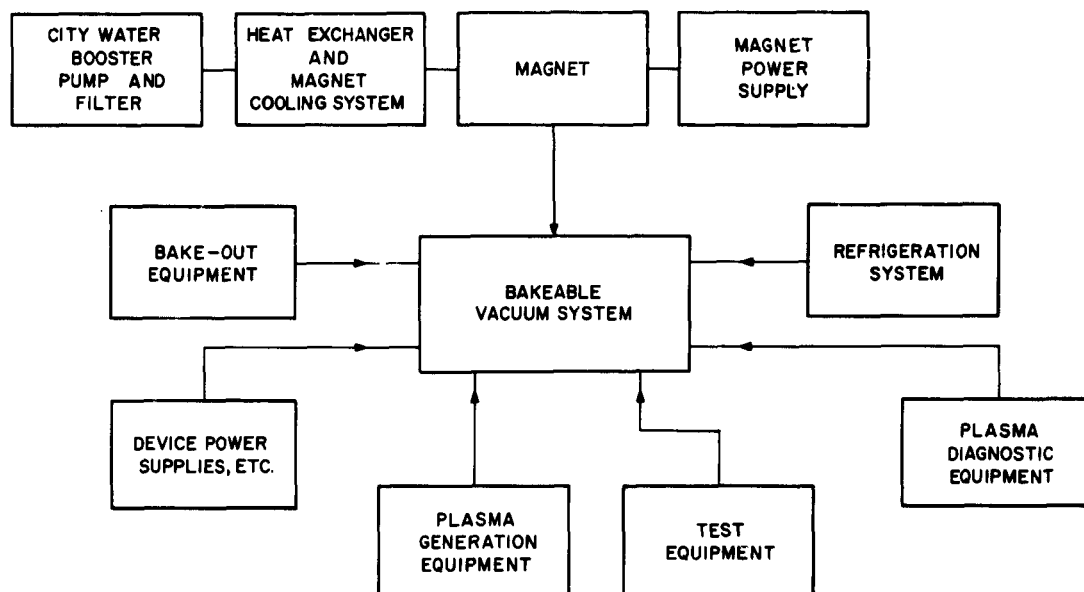 CITY WATER
BOOSTER
PUMP AND
FILTER
HEAT EXCHANGER
AND
MAGNET
COOLING SYSTEM
MAGNET
MAGNET
POWER
SUPPLY
BAKE-OUT
EQUIPMENT
BAKEABLE
VACUUM SYSTEM
REFRIGERATION
SYSTEM
DEVICE POWER
SUPPLIES, ETC.
PLASMA
GENERATION
EQUIPMENT
TEST
EQUIPMENT
PLASMA
DIAGNOSTIC
EQUIPMENT